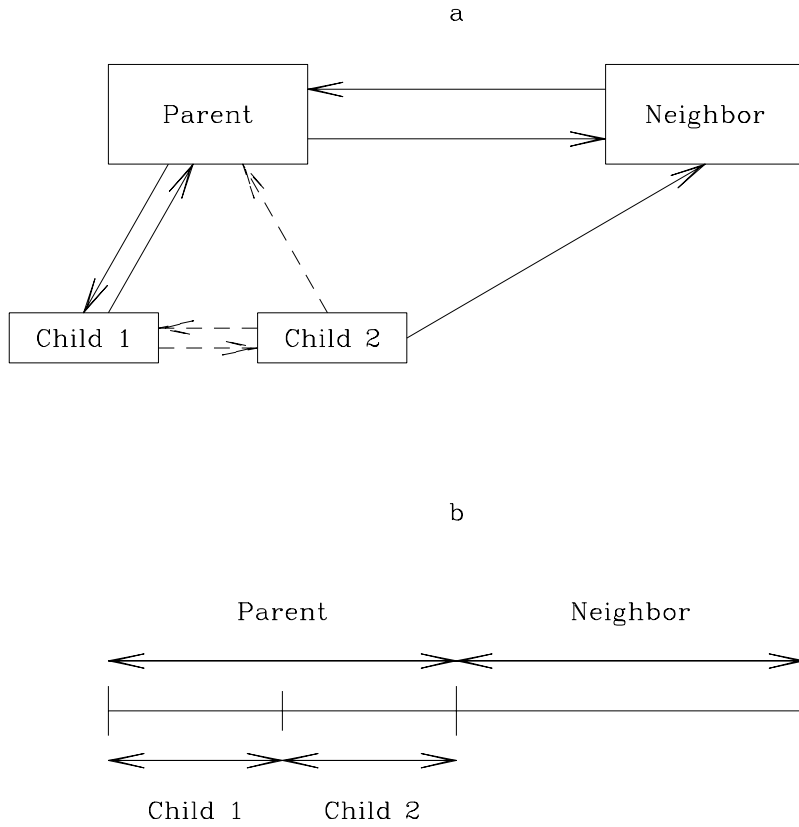 a
Parent
Neighbor
Child 1
Child 2
b
Parent
Neighbor
Child 1
Child 2